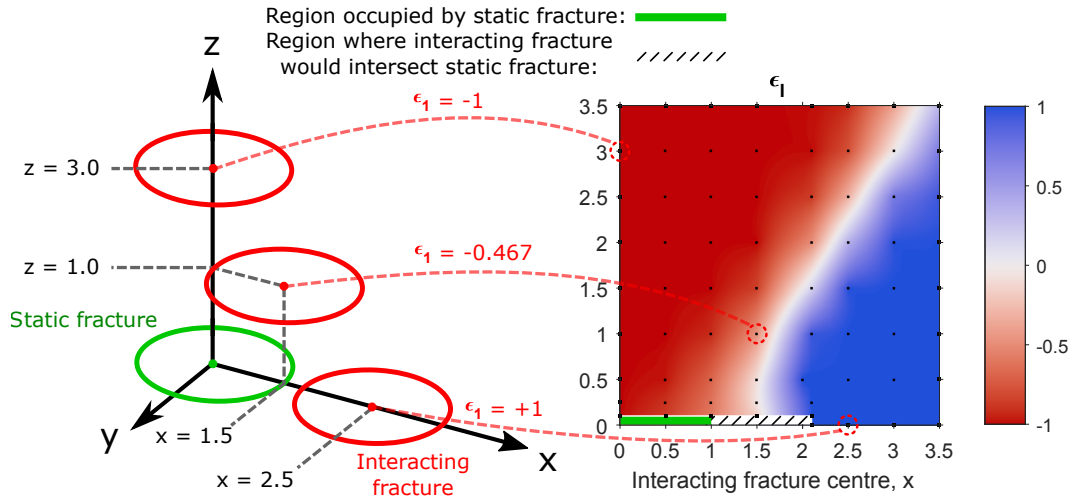 Region occupied by static fracture:
Region where interacting fracture
would intersect static fracture:
z
ϵ1 = -1
z = 3.0
z = 1.0
ϵ1 = -0.467
Static fracture
ϵ1 = +1
y
x = 1.5
x = 2.5
Interacting
fracture
x
ϵI
3.5
3
2.5
2
1.5
1
0.5
0
0 0.5 1 1.5 2 2.5 3 3.5
Interacting fracture centre, x
1
0.5
0
-0.5
-1